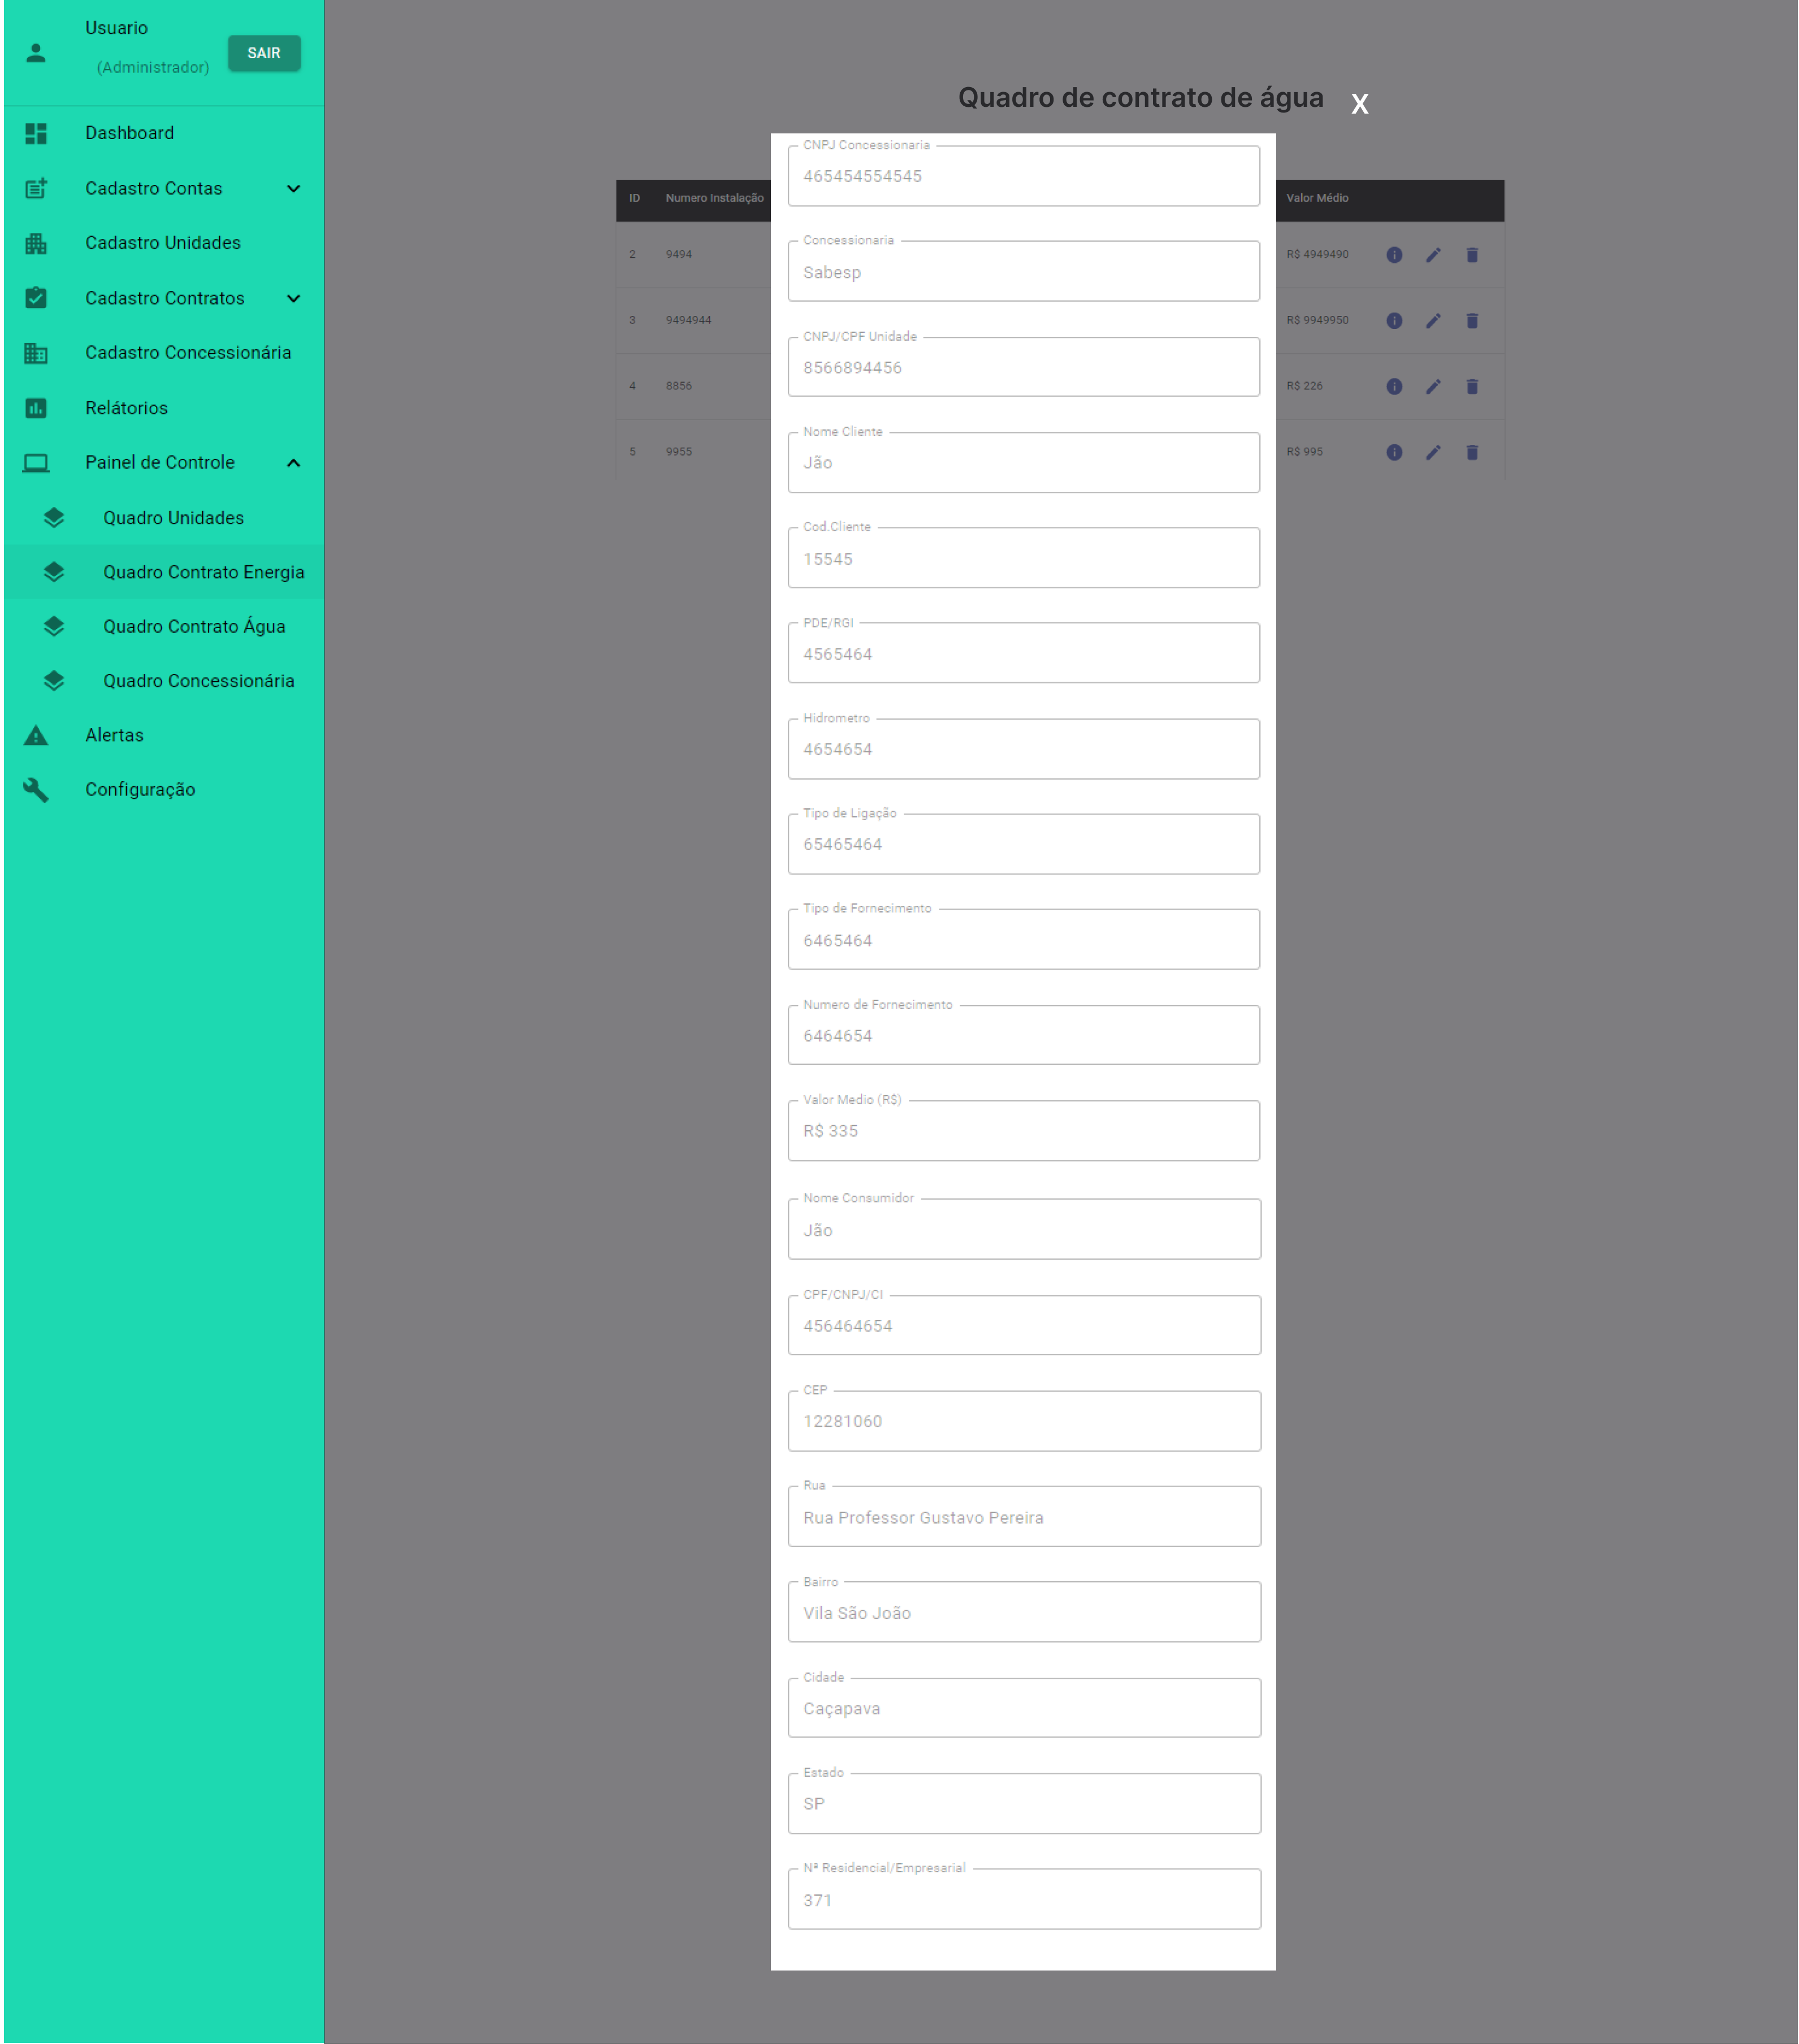 Usuario
(Administrador)
SAIR
Dashboard
Cadastro Contas
Cadastro Unidades
Cadastro Contratos
Cadastro Concessionária
Relátorios
Painel de Controle
Quadro Unidades
Quadro Contrato Energia
Quadro Contrato Água
Quadro Concessionária
Alertas
Configuração
Quadro de contrato de água X
ID Numero Instalação Valor Médio
2 9494 R$ 4949490
3 9494944 R$ 9949950
4 8856 R$ 226
5 9955 R$ 995
CNPJ Concessionaria
465454554545
Concessionaria
Sabesp
CNPJ/CPF Unidade
8566894456
Nome Cliente
Jão
Cod.Cliente
15545
PDE/RGI
4565464
Hidrometro
4654654
Tipo de Ligação
65465464
Tipo de Fornecimento
6465464
Numero de Fornecimento
6464654
Valor Medio (R$)
R$ 335
Nome Consumidor
Jão
CPF/CNPJ/CI
456464654
CEP
12281060
Rua
Rua Professor Gustavo Pereira
Bairro
Vila São João
Cidade
Caçapava
Estado
SP
Nª Residencial/Empresarial
371